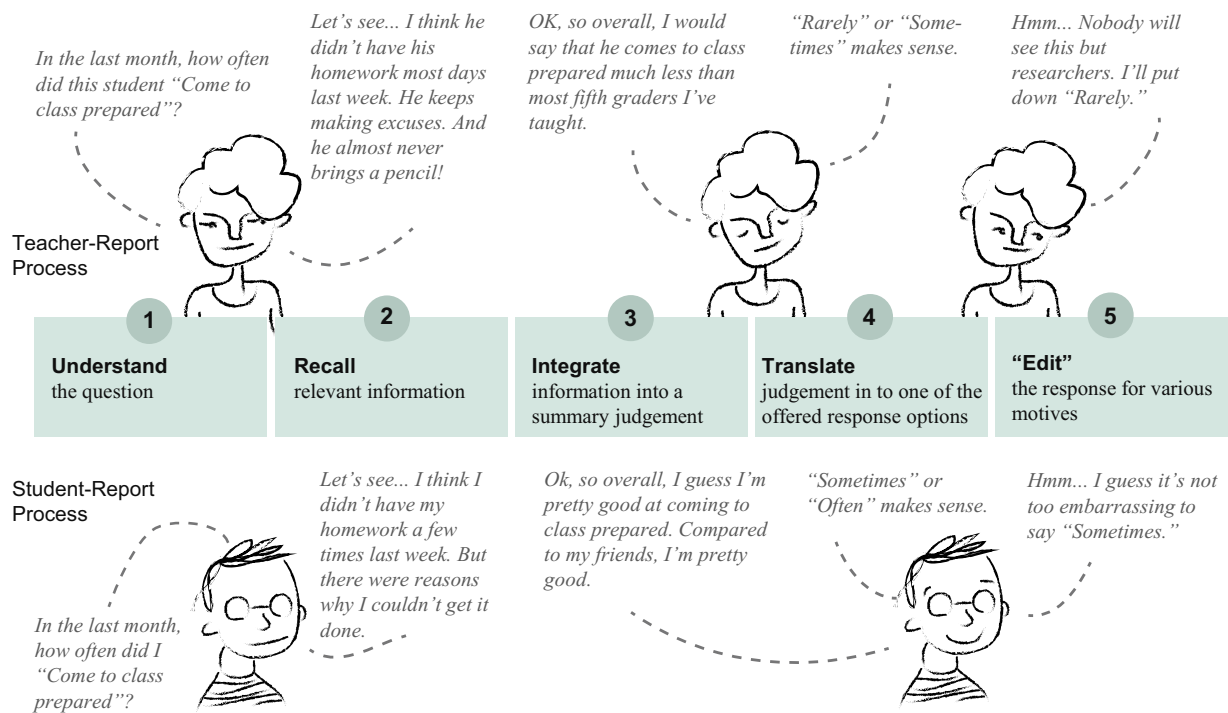 In the last month, how often
did this student “Come to
class prepared”?
Let’s see... I think he
didn’t have his
homework most days
last week. He keeps
making excuses. And
he almost never
brings a pencil!
OK, so overall, I would
say that he comes to class
prepared much less than
most fifth graders I’ve
taught.
“Rarely” or “Some-
times” makes sense.
Hmm... Nobody will
see this but
researchers. I’ll put
down “Rarely.”
Teacher-Report
Process
1
Understand
the question
2
Recall
relevant information
3
Integrate
information into a
summary judgement
4
Translate
judgement in to one of the
offered response options
5
“Edit”
the response for various
motives
Student-Report
Process
In the last month,
how often did I
“Come to class
prepared”?
Let’s see... I think I
didn’t have my
homework a few
times last week. But
there were reasons
why I couldn’t get it
done.
Ok, so overall, I guess I’m
pretty good at coming to
class prepared. Compared
to my friends, I’m pretty
good.
“Sometimes” or
“Often” makes sense.
Hmm... I guess it’s not
too embarrassing to
say “Sometimes.”